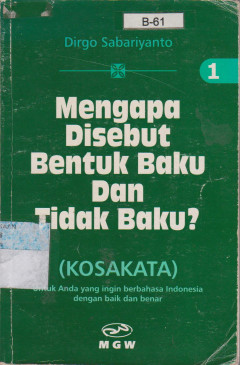 B-61
Dirgo Sabariyanto
1
Mengapa
Disebut
Bentuk Baku
Dan
Tidak Baku?
(KOSAKATA)
Untuk Anda yang ingin berbahasa Indonesia
dengan baik dan benar
MGW